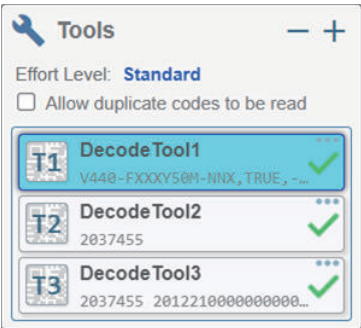 Tools
Effort Level: Standard
Allow duplicate codes to be read
T1 DecodeTool1
V440-FXXXY50M-NNX,TRUE,-…
T2 DecodeTool2
2037455
T3 DecodeTool3
2037455 2012210000000000…